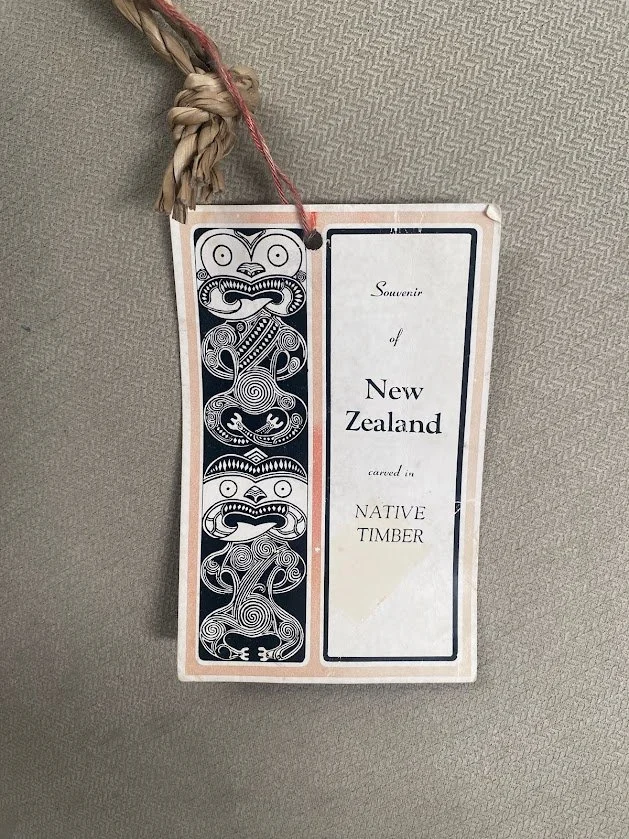 Souvenir
of
New
Zealand
carved in
NATIVE
TIMBER